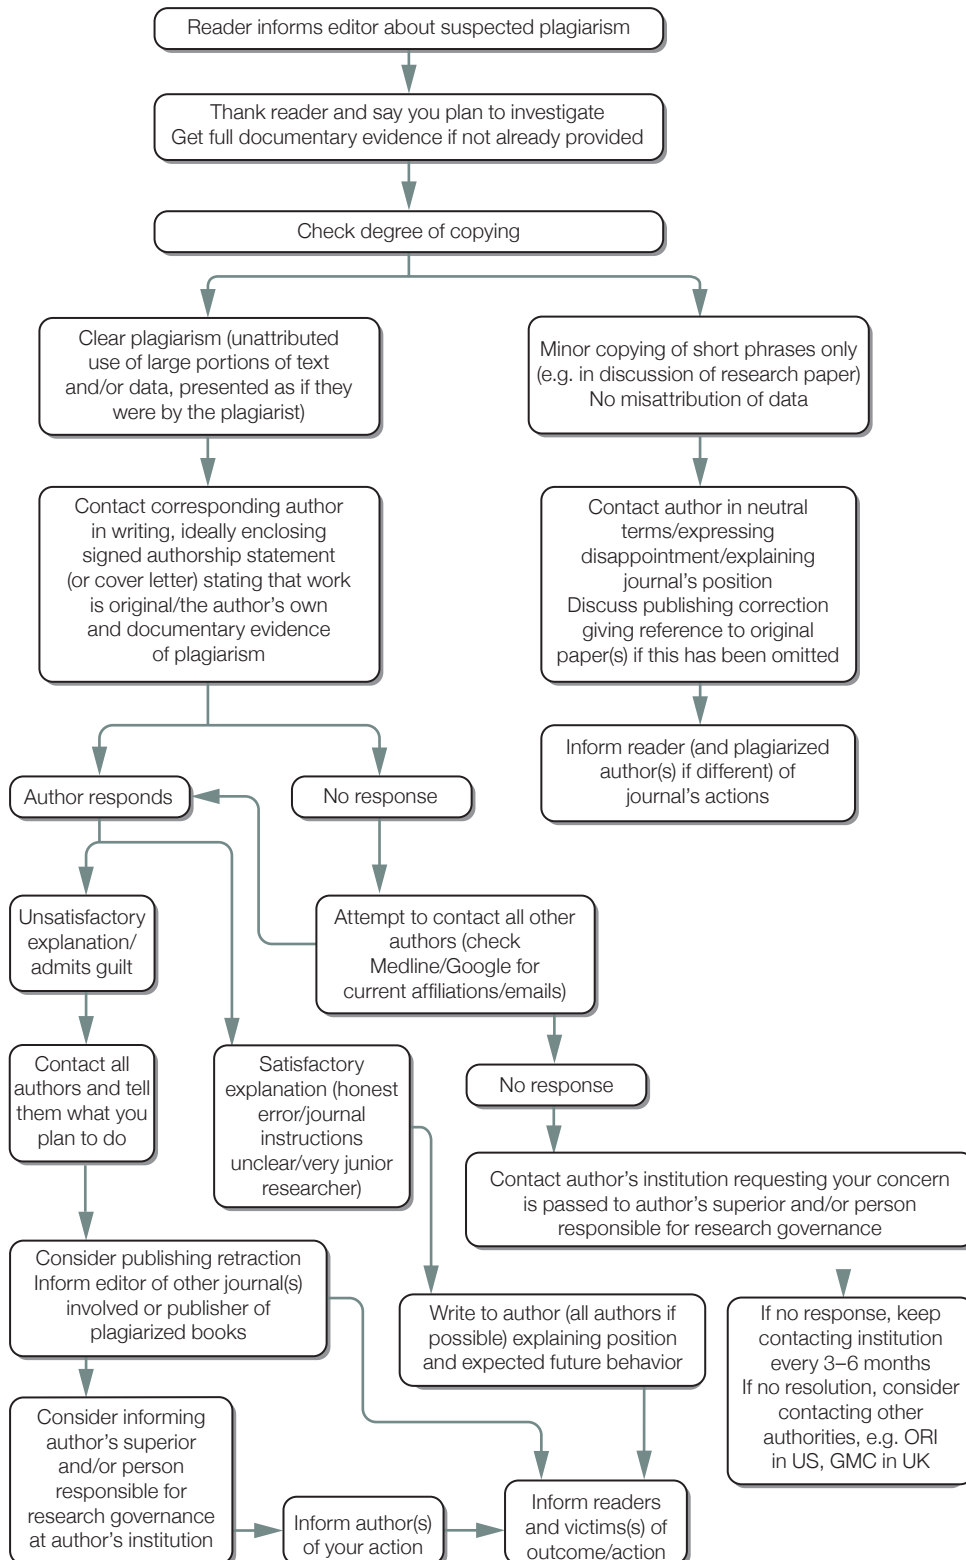 Reader informs editor about suspected plagiarism
Thank reader and say you plan to investigate
Get full documentary evidence if not already provided
Check degree of copying
Clear plagiarism (unattributed
use of large portions of text
and/or data, presented as if they
were by the plagiarist)
Minor copying of short phrases only
(e.g. in discussion of research paper)
No misattribution of data
Contact corresponding author
in writing, ideally enclosing
signed authorship statement
(or cover letter) stating that work
is original/the author's own
and documentary evidence
of plagiarism
Contact author in neutral
terms/expressing
disappointment/explaining
journal's position
Discuss publishing correction
giving reference to original
paper(s) if this has been omitted
Inform reader (and plagiarized
author(s) if different) of
journal's actions
Author responds
No response
Unsatisfactory
explanation/
admits guilt
Attempt to contact all other
authors (check
Medline/Google for
current affiliations/emails)
Contact all
authors and tell
them what you
plan to do
Satisfactory
explanation (honest
error/journal
instructions
unclear/very junior
researcher)
No response
Contact author's institution requesting your concern
is passed to author's superior and/or person
responsible for research governance
Consider publishing retraction
Inform editor of other journal(s)
involved or publisher of
plagiarized books
Write to author (all authors if
possible) explaining position
and expected future behavior
If no response, keep
contacting institution
every 3–6 months
If no resolution, consider
contacting other
authorities, e.g. ORI
in US, GMC in UK
Consider informing
author's superior
and/or person
responsible for
research governance
at author's institution
Inform author(s)
of your action
Inform readers
and victims(s) of
outcome/action